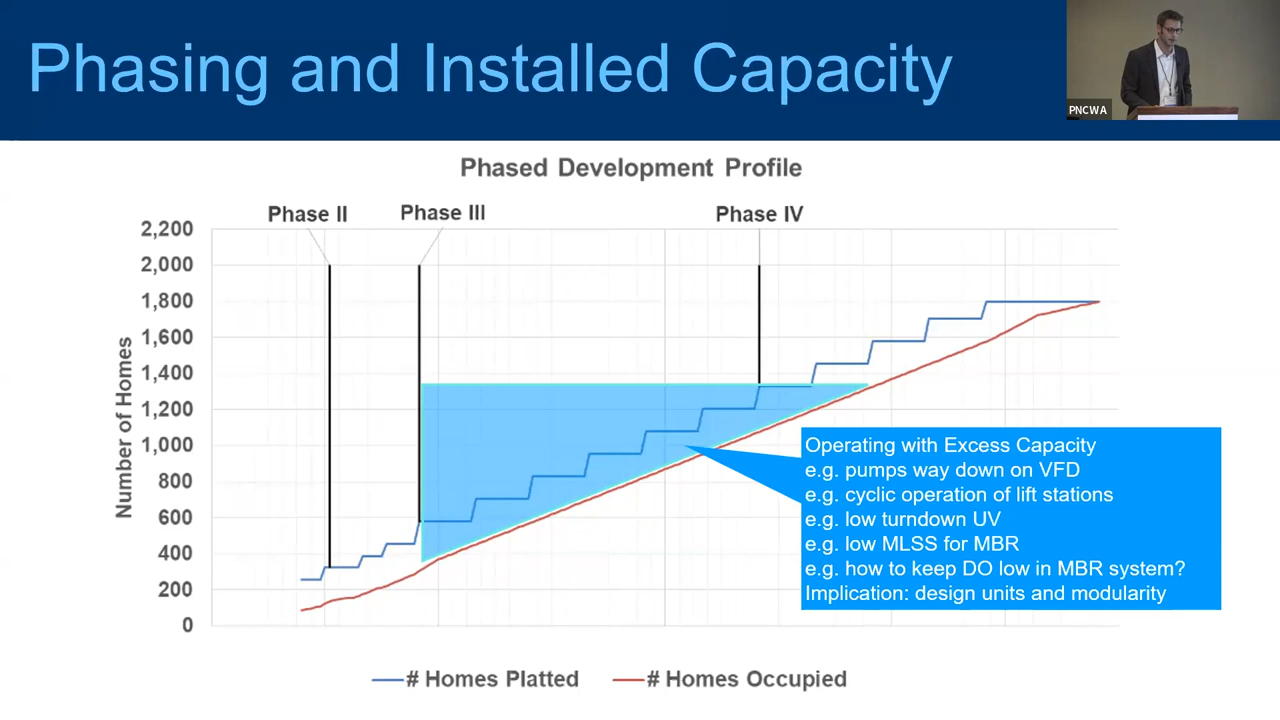 Phasing and Installed Capacity
PNCWA
Phased Development Profile
Phase II
Phase III
Phase IV
2,200
2,000
1,800
1,600
1,400
1,200
1,000
800
600
400
200
0
Number of Homes
Operating with Excess Capacity
e.g. pumps way down on VFD
e.g. cyclic operation of lift stations
e.g. low turndown UV
e.g. low MLSS for MBR
e.g. how to keep DO low in MBR system?
Implication: design units and modularity
# Homes Platted
# Homes Occupied